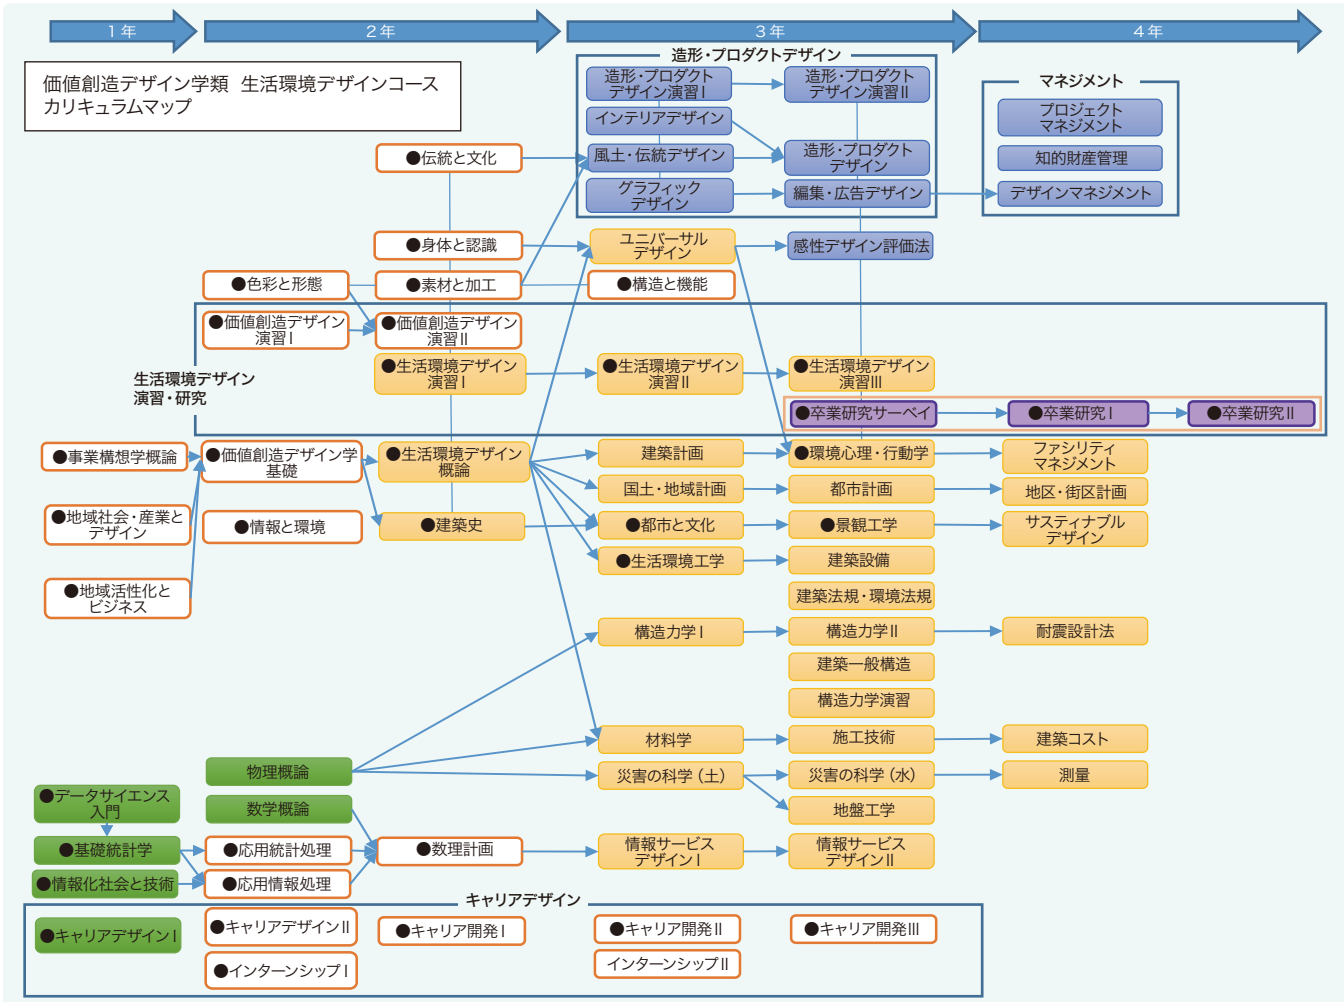 1年
2年
3年
4年
価値創造デザイン学類 生活環境デザインコース
カリキュラムマップ
造形・プロダクトデザイン
造形・プロダクト
デザイン演習Ⅰ
造形・プロダクト
デザイン演習Ⅱ
インテリアデザイン
風土・伝統デザイン
造形・プロダクト
デザイン
グラフィック
デザイン
編集・広告デザイン
マネジメント
プロジェクト
マネジメント
知的財産管理
デザインマネジメント
●伝統と文化
●身体と認識
ユニバーサル
デザイン
感性デザイン評価法
●色彩と形態
●素材と加工
●構造と機能
●価値創造デザイン
演習Ⅰ
●価値創造デザイン
演習Ⅱ
生活環境デザイン
演習・研究
●生活環境デザイン
演習Ⅰ
●生活環境デザイン
演習Ⅱ
●生活環境デザイン
演習Ⅲ
●卒業研究サーベイ
●卒業研究Ⅰ
●卒業研究Ⅱ
●事業構想学概論
●価値創造デザイン学
基礎
●生活環境デザイン
概論
建築計画
●環境心理・行動学
ファシリティ
マネジメント
国土・地域計画
都市計画
地区・街区計画
●地域社会・産業と
デザイン
●情報と環境
●建築史
●都市と文化
●景観工学
サスティナブル
デザイン
●生活環境工学
建築設備
●地域活性化と
ビジネス
建築法規・環境法規
構造力学Ⅰ
構造力学Ⅱ
耐震設計法
建築一般構造
構造力学演習
材料学
施工技術
建築コスト
物理概論
災害の科学（土）
災害の科学（水）
測量
●データサイエンス
入門
数学概論
地盤工学
●基礎統計学
●応用統計処理
●数理計画
情報サービス
デザインⅠ
情報サービス
デザインⅡ
●情報化社会と技術
●応用情報処理
キャリアデザイン
●キャリアデザインⅠ
●キャリアデザインⅡ
●キャリア開発Ⅰ
●キャリア開発Ⅱ
●キャリア開発Ⅲ
●インターンシップⅠ
インターンシップⅡ